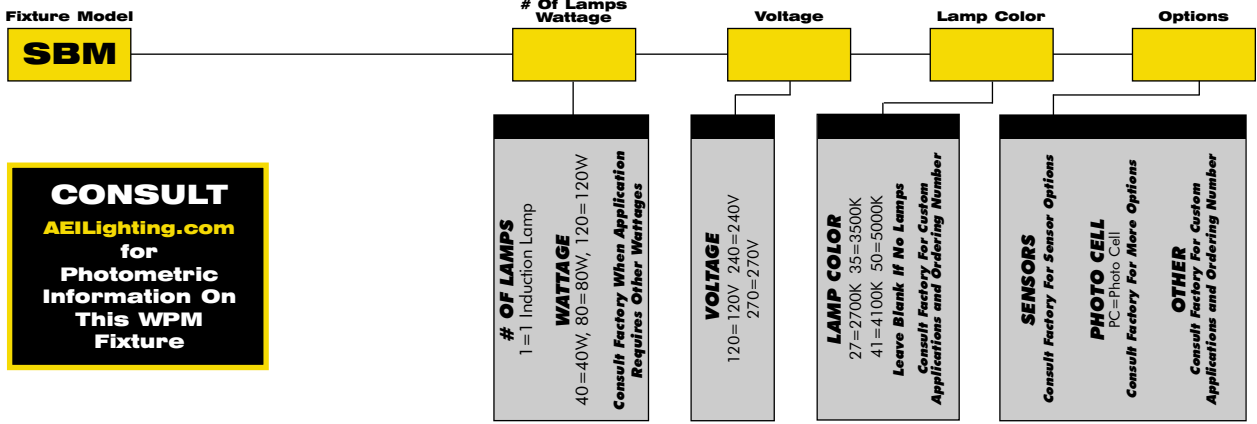 Fixture Model
# Of Lamps
Wattage
Voltage
Lamp Color
Options
SBM
CONSULT
AEILighting.com
for
Photometric
Information On
This WPM
Fixture
# OF LAMPS
1=1 Induction Lamp
WATTAGE
40=40W, 80=80W, 120=120W
Consult Factory When Application
Requires Other Wattages
VOLTAGE
120=120V 240=240V
270=270V
LAMP COLOR
27=2700K 35=3500K
41=4100K 50=5000K
Leave Blank If No Lamps
Consult Factory For Custom
Applications and Ordering Number
SENSORS
Consult Factory For Sensor Options
PHOTO CELL
PC=Photo Cell
Consult Factory For More Options
OTHER
Consult Factory For Custom
Applications and Ordering Number